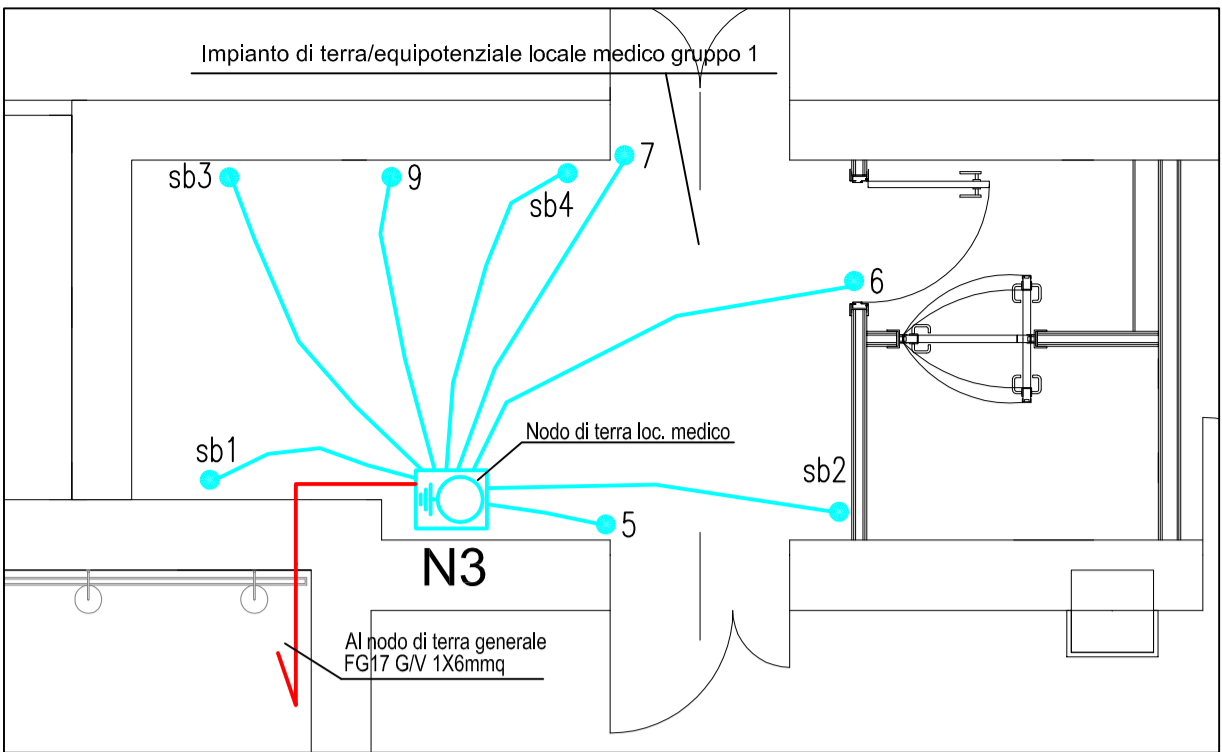 Impianto di terra/equipotenziale locale medico gruppo 1
7
sb3
9
sb4
6
Nodo di terra loc. medico
sb1
sb2
5
N3
Al nodo di terra generale
FG17 G/V 1X6mmq